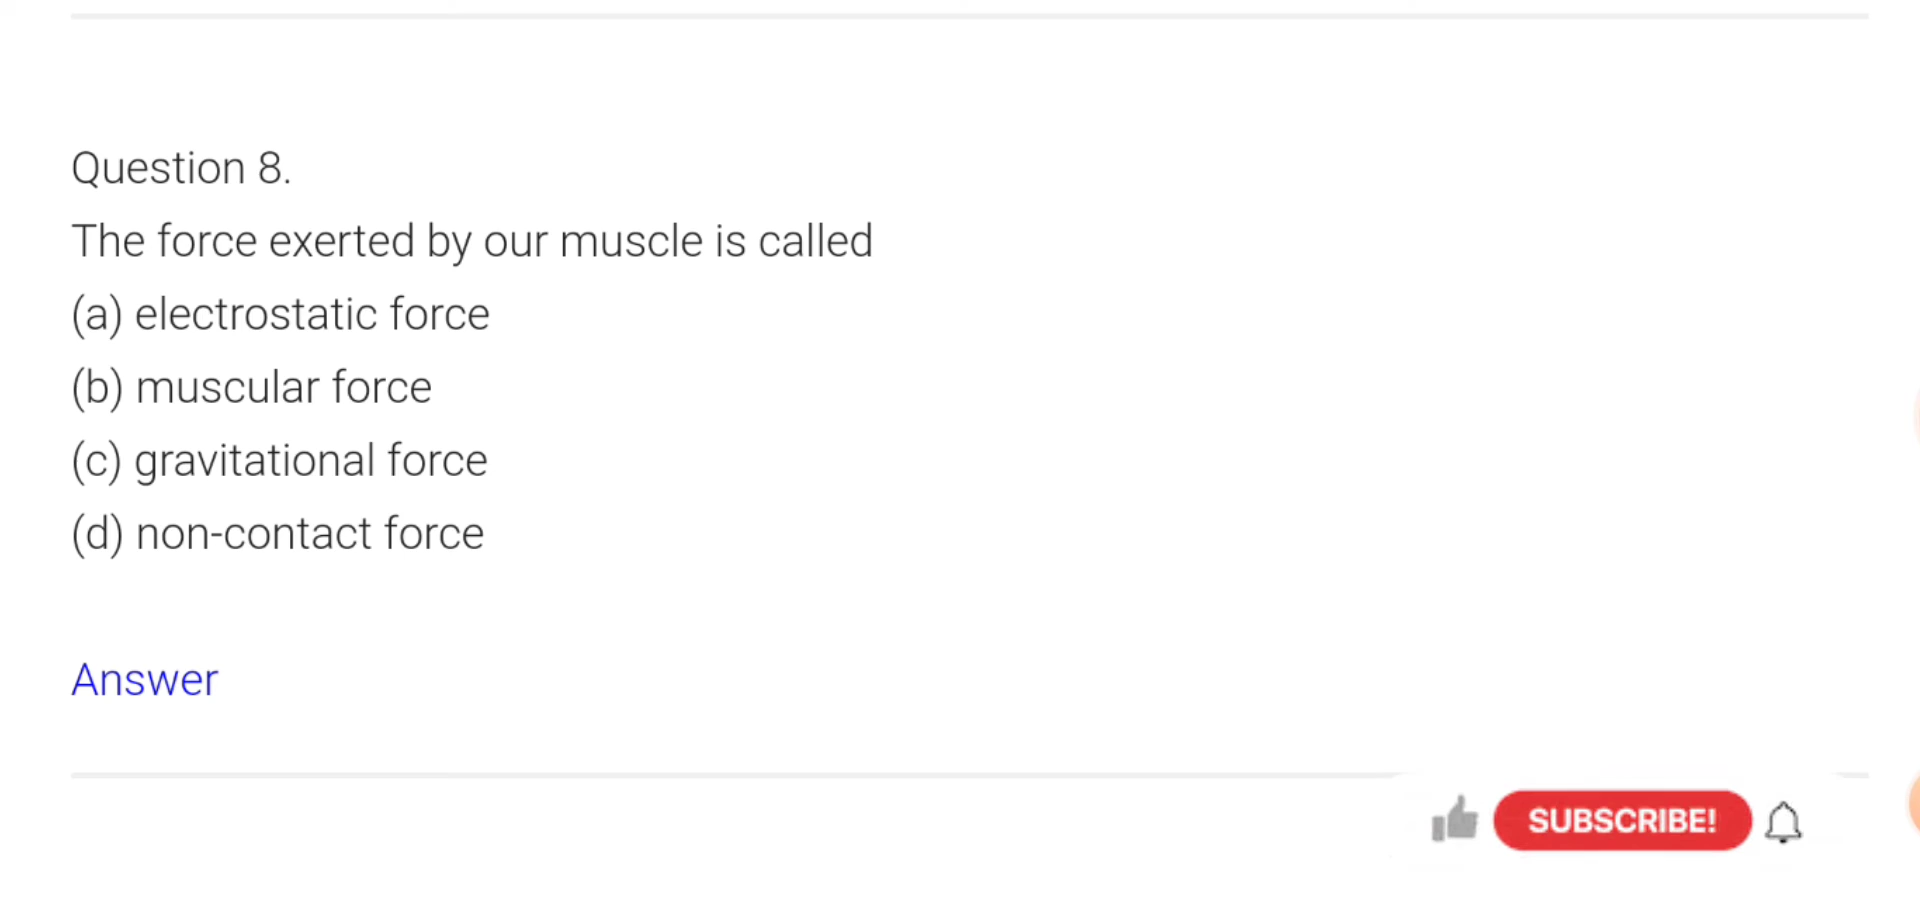 Question 8.
The force exerted by our muscle is called
(a) electrostatic force
(b) muscular force
(c) gravitational force
(d) non-contact force
Answer
SUBSCRIBE!